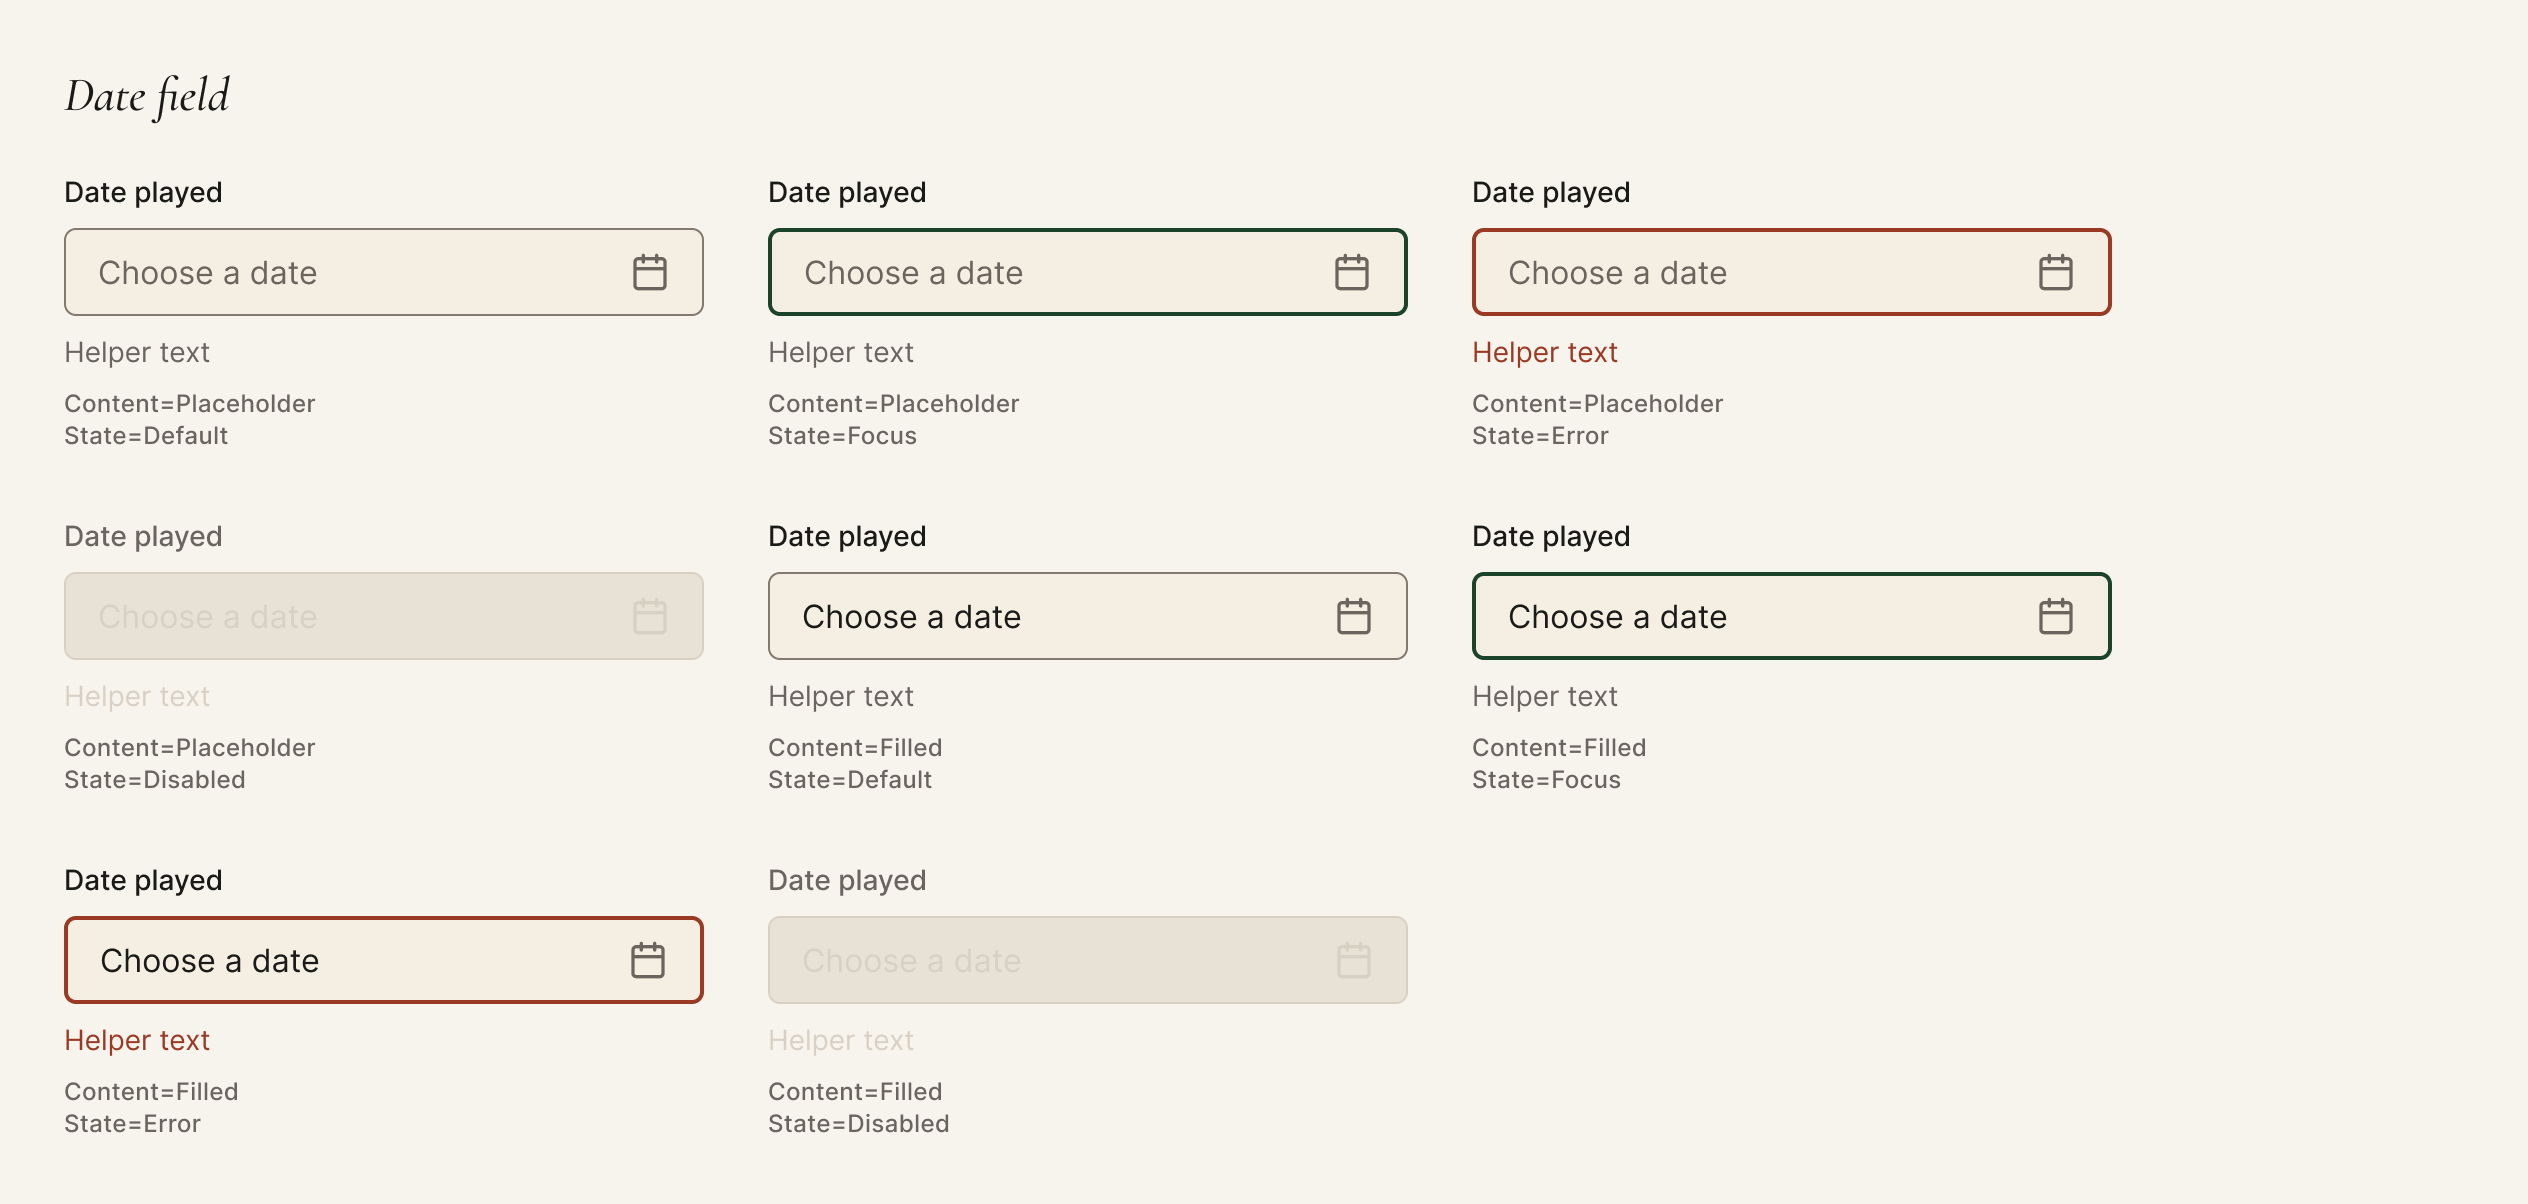 Date field
Date played
Choose a date
Helper text
Content=Placeholder
State=Default
Date played
Choose a date
Helper text
Content=Placeholder
State=Focus
Date played
Choose a date
Helper text
Content=Placeholder
State=Error
Date played
Choose a date
Helper text
Content=Placeholder
State=Disabled
Date played
Choose a date
Helper text
Content=Filled
State=Default
Date played
Choose a date
Helper text
Content=Filled
State=Focus
Date played
Choose a date
Helper text
Content=Filled
State=Error
Date played
Choose a date
Helper text
Content=Filled
State=Disabled